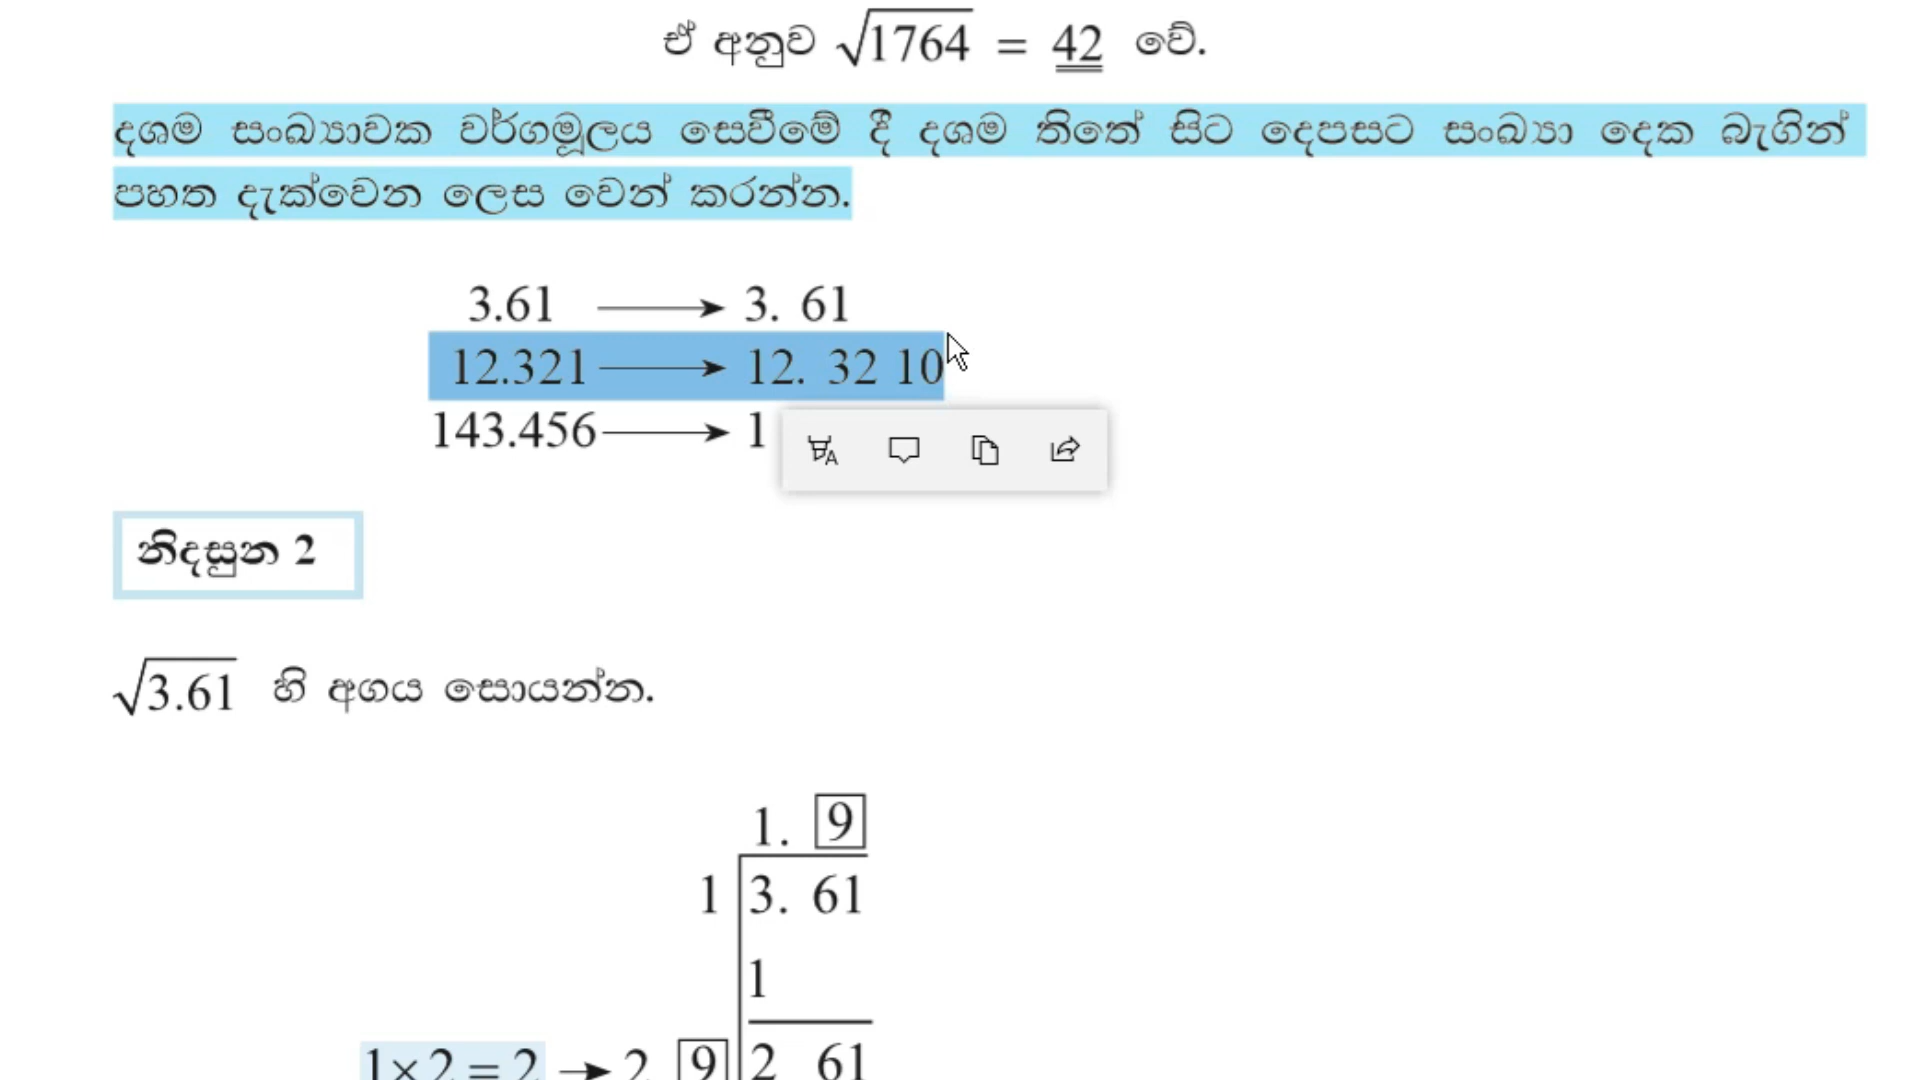 ඒ අනුව √1764 = 42 වේ.
දශම සංඛ්‍යාවක වර්ගමූලය සෙවීමේ දී දශම තිතේ සිට දෙපසට සංඛ්‍යා දෙක බැගින්
පහත දැක්වෙන ලෙස වෙන් කරන්න.
3.61 → 3. 61
12.321 → 12. 32 10
143.456 → 1
නිදසුන 2
√3.61 හි අගය සොයන්න.
1. 9
1 3. 61
1
1×2 = 2 → 2 9 2 61